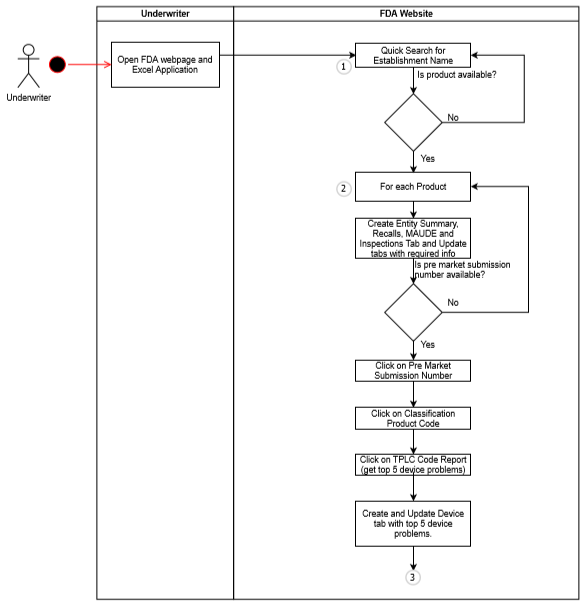 Underwriter
FDA Website
Underwriter
Open FDA webpage and
Excel Application
Quick Search for
Establishment Name
1
Is product available?
No
Yes
2
For each Product
Create Entity Summary,
Recalls, MAUDE and
Inspections Tab and Update
tabs with required info
Is pre market submission
number available?
No
Yes
Click on Pre Market
Submission Number
Click on Classification
Product Code
Click on TPLC Code Report
(get top 5 device problems)
Create and Update Device
tab with top 5 device
problems.
3